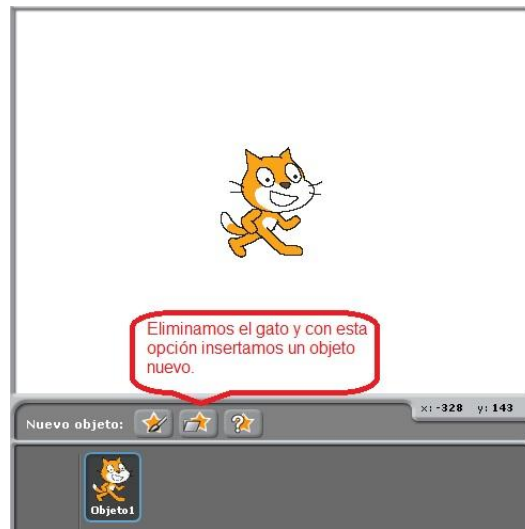 Eliminamos el gato y con esta
opción insertamos un objeto
nuevo.
x: -328 y: 143
Nuevo objeto:
Objeto1